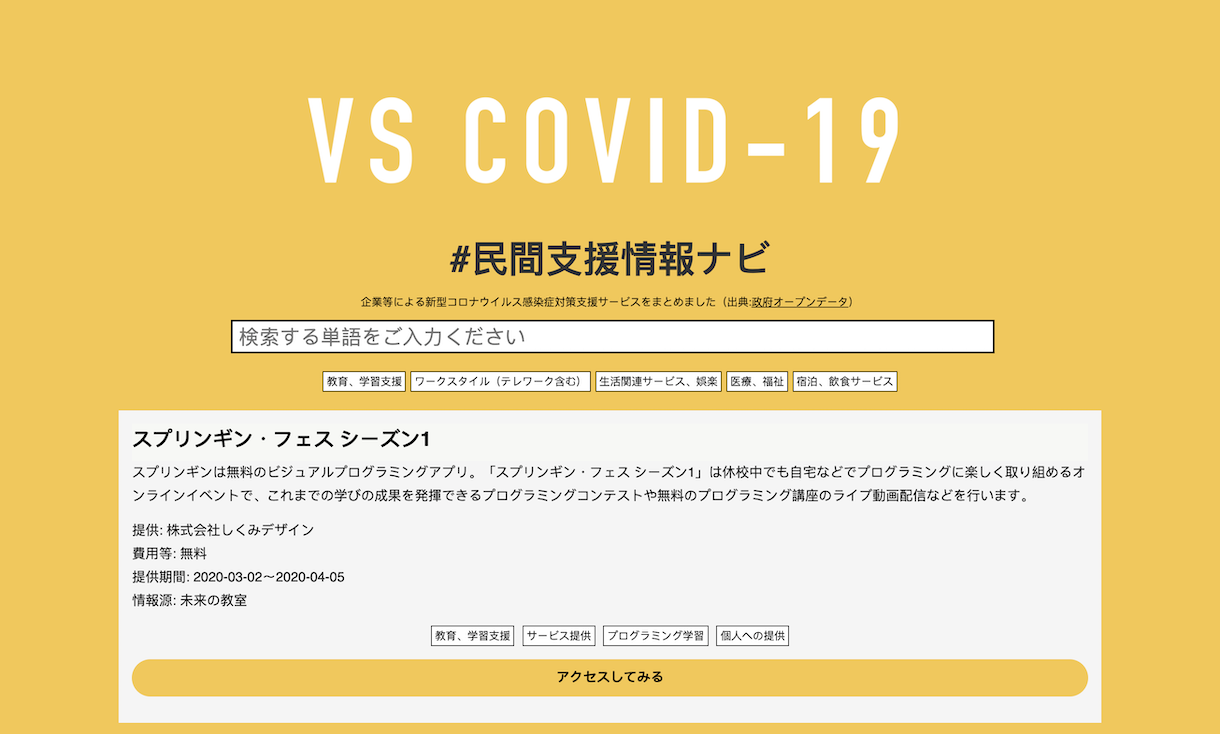 VS COVID-19
#民間支援情報ナビ
企業等による新型コロナウイルス感染症対策支援サービスをまとめました（出典:政府オープンデータ）
検索する単語をご入力ください
教育、学習支援 ワークスタイル（テレワーク含む） 生活関連サービス、娯楽 医療、福祉 宿泊、飲食サービス
スプリンギン・フェス シーズン1
スプリンギンは無料のビジュアルプログラミングアプリ。「スプリンギン・フェス シーズン1」は休校中でも自宅などでプログラミングに楽しく取り組めるオ
ンラインイベントで、これまでの学びの成果を発揮できるプログラミングコンテストや無料のプログラミング講座のライブ動画配信などを行います。
提供: 株式会社しくみデザイン
費用等: 無料
提供期間: 2020-03-02〜2020-04-05
情報源: 未来の教室
教育、学習支援 サービス提供 プログラミング学習 個人への提供
アクセスしてみる